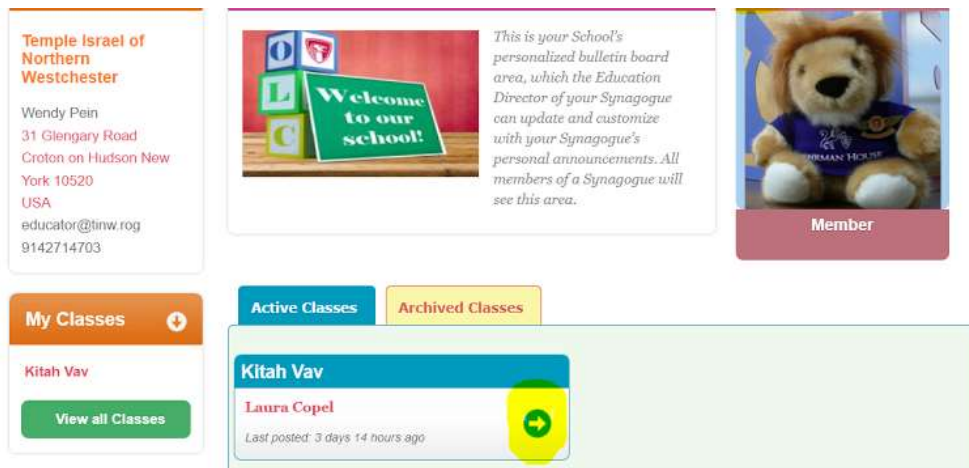 Temple Israel of
Northern
Westchester
Wendy Pein
31 Glengary Road
Croton on Hudson New
York 10520
USA
educator@tinw.rog
9142714703
O
L
C
Welcome
to our
school!
This is your School's
personalized bulletin board
area, which the Education
Director of your Synagogue
can update and customize
with your Synagogue's
personal announcements. All
members of a Synagogue will
see this area.
HOUSE
Member
My Classes
Kitah Vav
View all Classes
Active Classes
Archived Classes
Kitah Vav
Laura Copel
Last posted: 3 days 14 hours ago